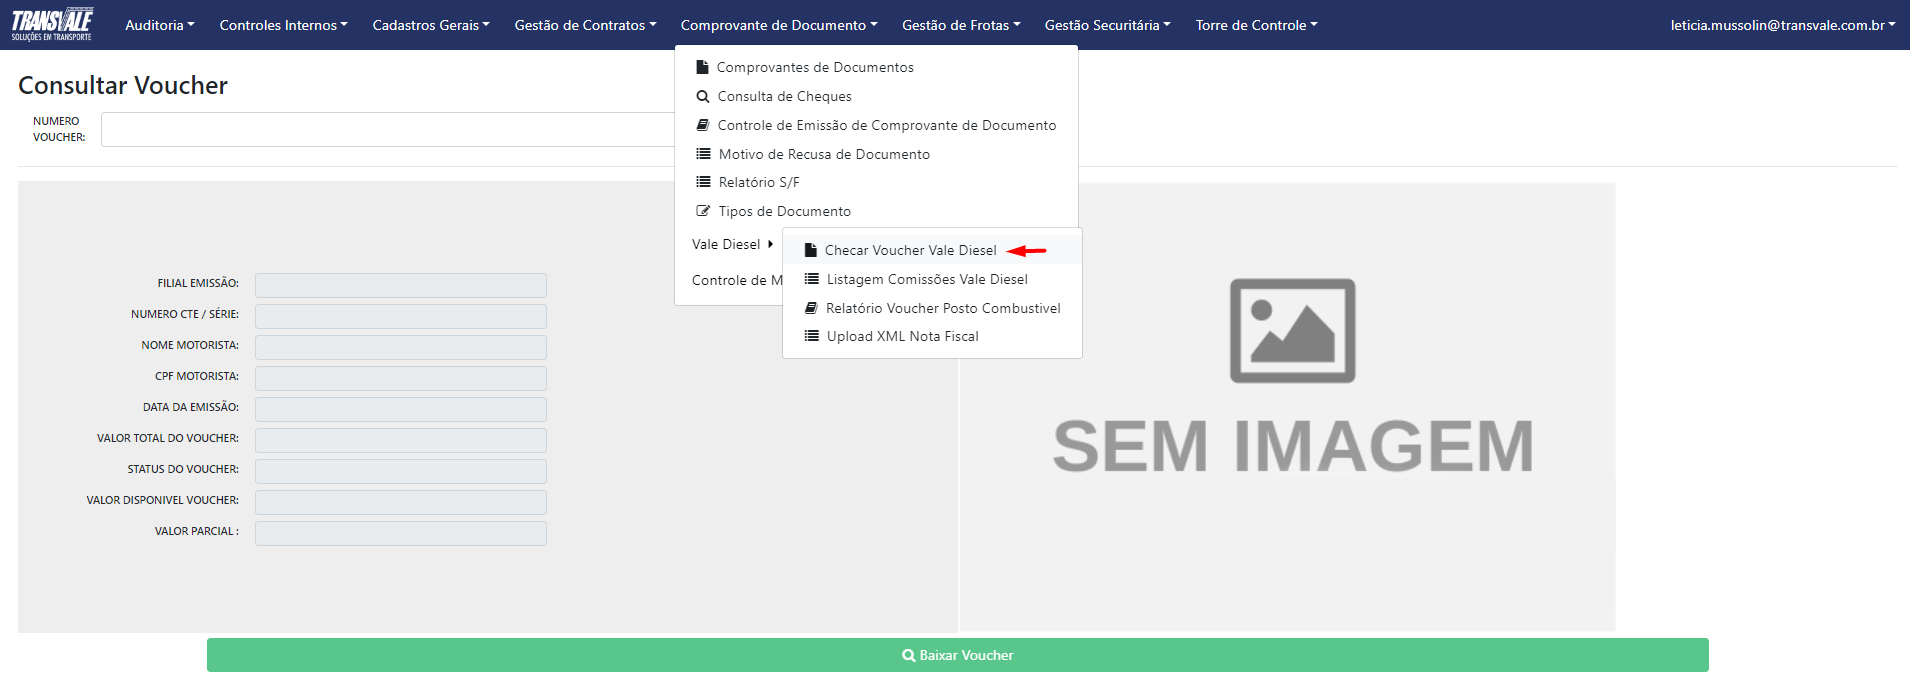 TRANSVALE
SOLUÇÕES EM TRANSPORTE
Auditoria
Controles Internos
Cadastros Gerais
Gestão de Contratos
Comprovante de Documento
Gestão de Frotas
Gestão Securitária
Torre de Controle
leticia.mussolin@transvale.com.br
Consultar Voucher
NUMERO
VOUCHER:
Comprovantes de Documentos
Consulta de Cheques
Controle de Emissão de Comprovante de Documento
Motivo de Recusa de Documento
Relatório S/F
Tipos de Documento
Vale Diesel
Controle de M
Checar Voucher Vale Diesel
Listagem Comissões Vale Diesel
Relatório Voucher Posto Combustivel
Upload XML Nota Fiscal
FILIAL EMISSÃO:
NUMERO CTE / SÉRIE:
NOME MOTORISTA:
CPF MOTORISTA:
DATA DA EMISSÃO:
VALOR TOTAL DO VOUCHER:
STATUS DO VOUCHER:
VALOR DISPONIVEL VOUCHER:
VALOR PARCIAL :
SEM IMAGEM
Baixar Voucher